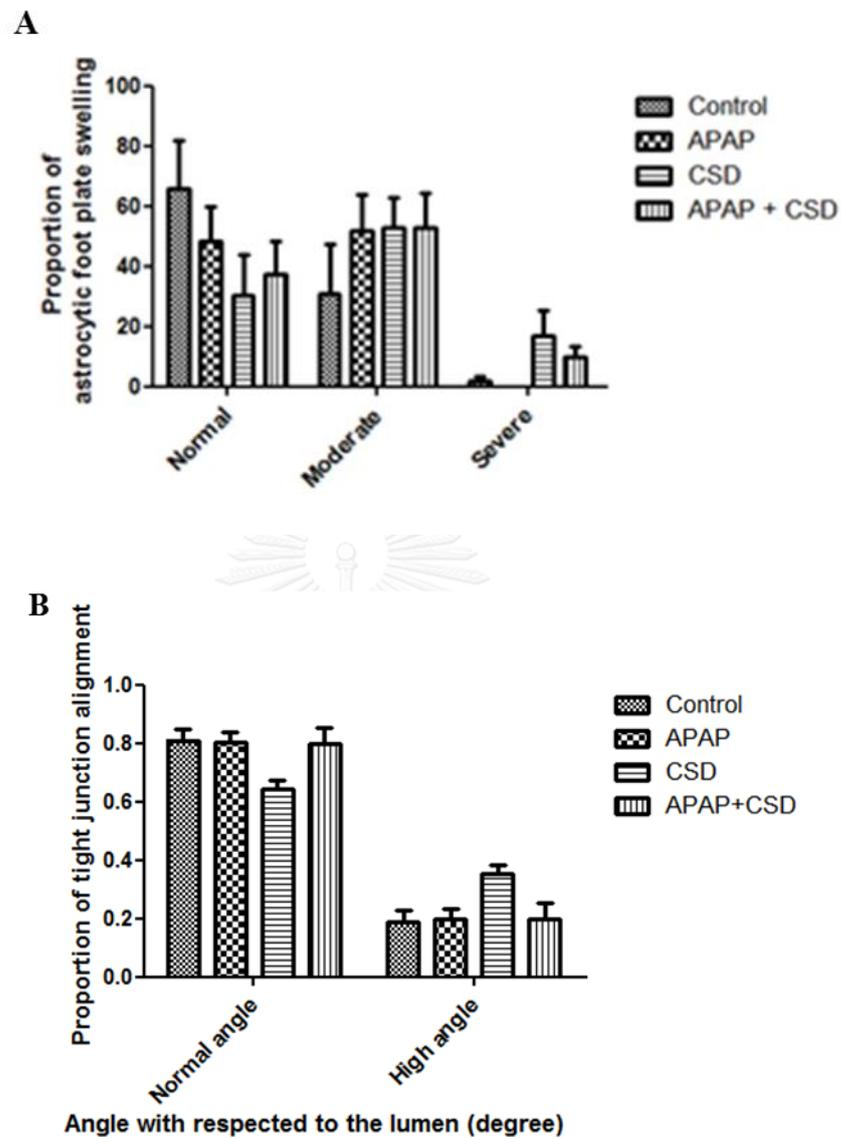 A
Proportion of
astrocytic foot plate swelling
100
80
60
40
20
0
Normal
Moderate
Severe
Control
APAP
CSD
APAP + CSD
B
Proportion of tight junction alignment
1.0
0.8
0.6
0.4
0.2
0.0
Normal angle
High angle
Angle with respected to the lumen (degree)
Control
APAP
CSD
APAP+CSD